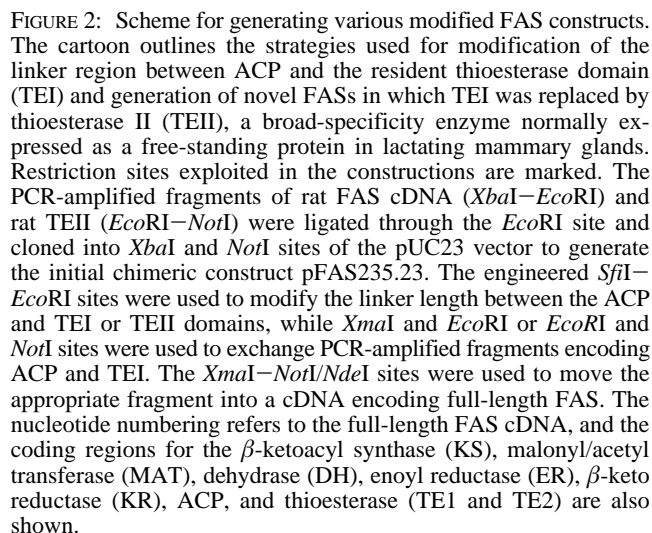 FIGURE 2: Scheme for generating various modified FAS constructs.
The cartoon outlines the strategies used for modification of the
linker region between ACP and the resident thioesterase domain
(TEI) and generation of novel FASs in which TEI was replaced by
thioesterase II (TEII), a broad-specificity enzyme normally ex-
pressed as a free-standing protein in lactating mammary glands.
Restriction sites exploited in the constructions are marked. The
PCR-amplified fragments of rat FAS cDNA (XbaI−EcoRI) and
rat TEII (EcoRI−NotI) were ligated through the EcoRI site and
cloned into XbaI and NotI sites of the pUC23 vector to generate
the initial chimeric construct pFAS235.23. The engineered SfiI−
EcoRI sites were used to modify the linker length between the ACP
and TEI or TEII domains, while XmaI and EcoRI or EcoRI and
NotI sites were used to exchange PCR-amplified fragments encoding
ACP and TEI. The XmaI−NotI/NdeI sites were used to move the
appropriate fragment into a cDNA encoding full-length FAS. The
nucleotide numbering refers to the full-length FAS cDNA, and the
coding regions for the β-ketoacyl synthase (KS), malonyl/acetyl
transferase (MAT), dehydrase (DH), enoyl reductase (ER), β-keto
reductase (KR), ACP, and thioesterase (TE1 and TE2) are also
shown.